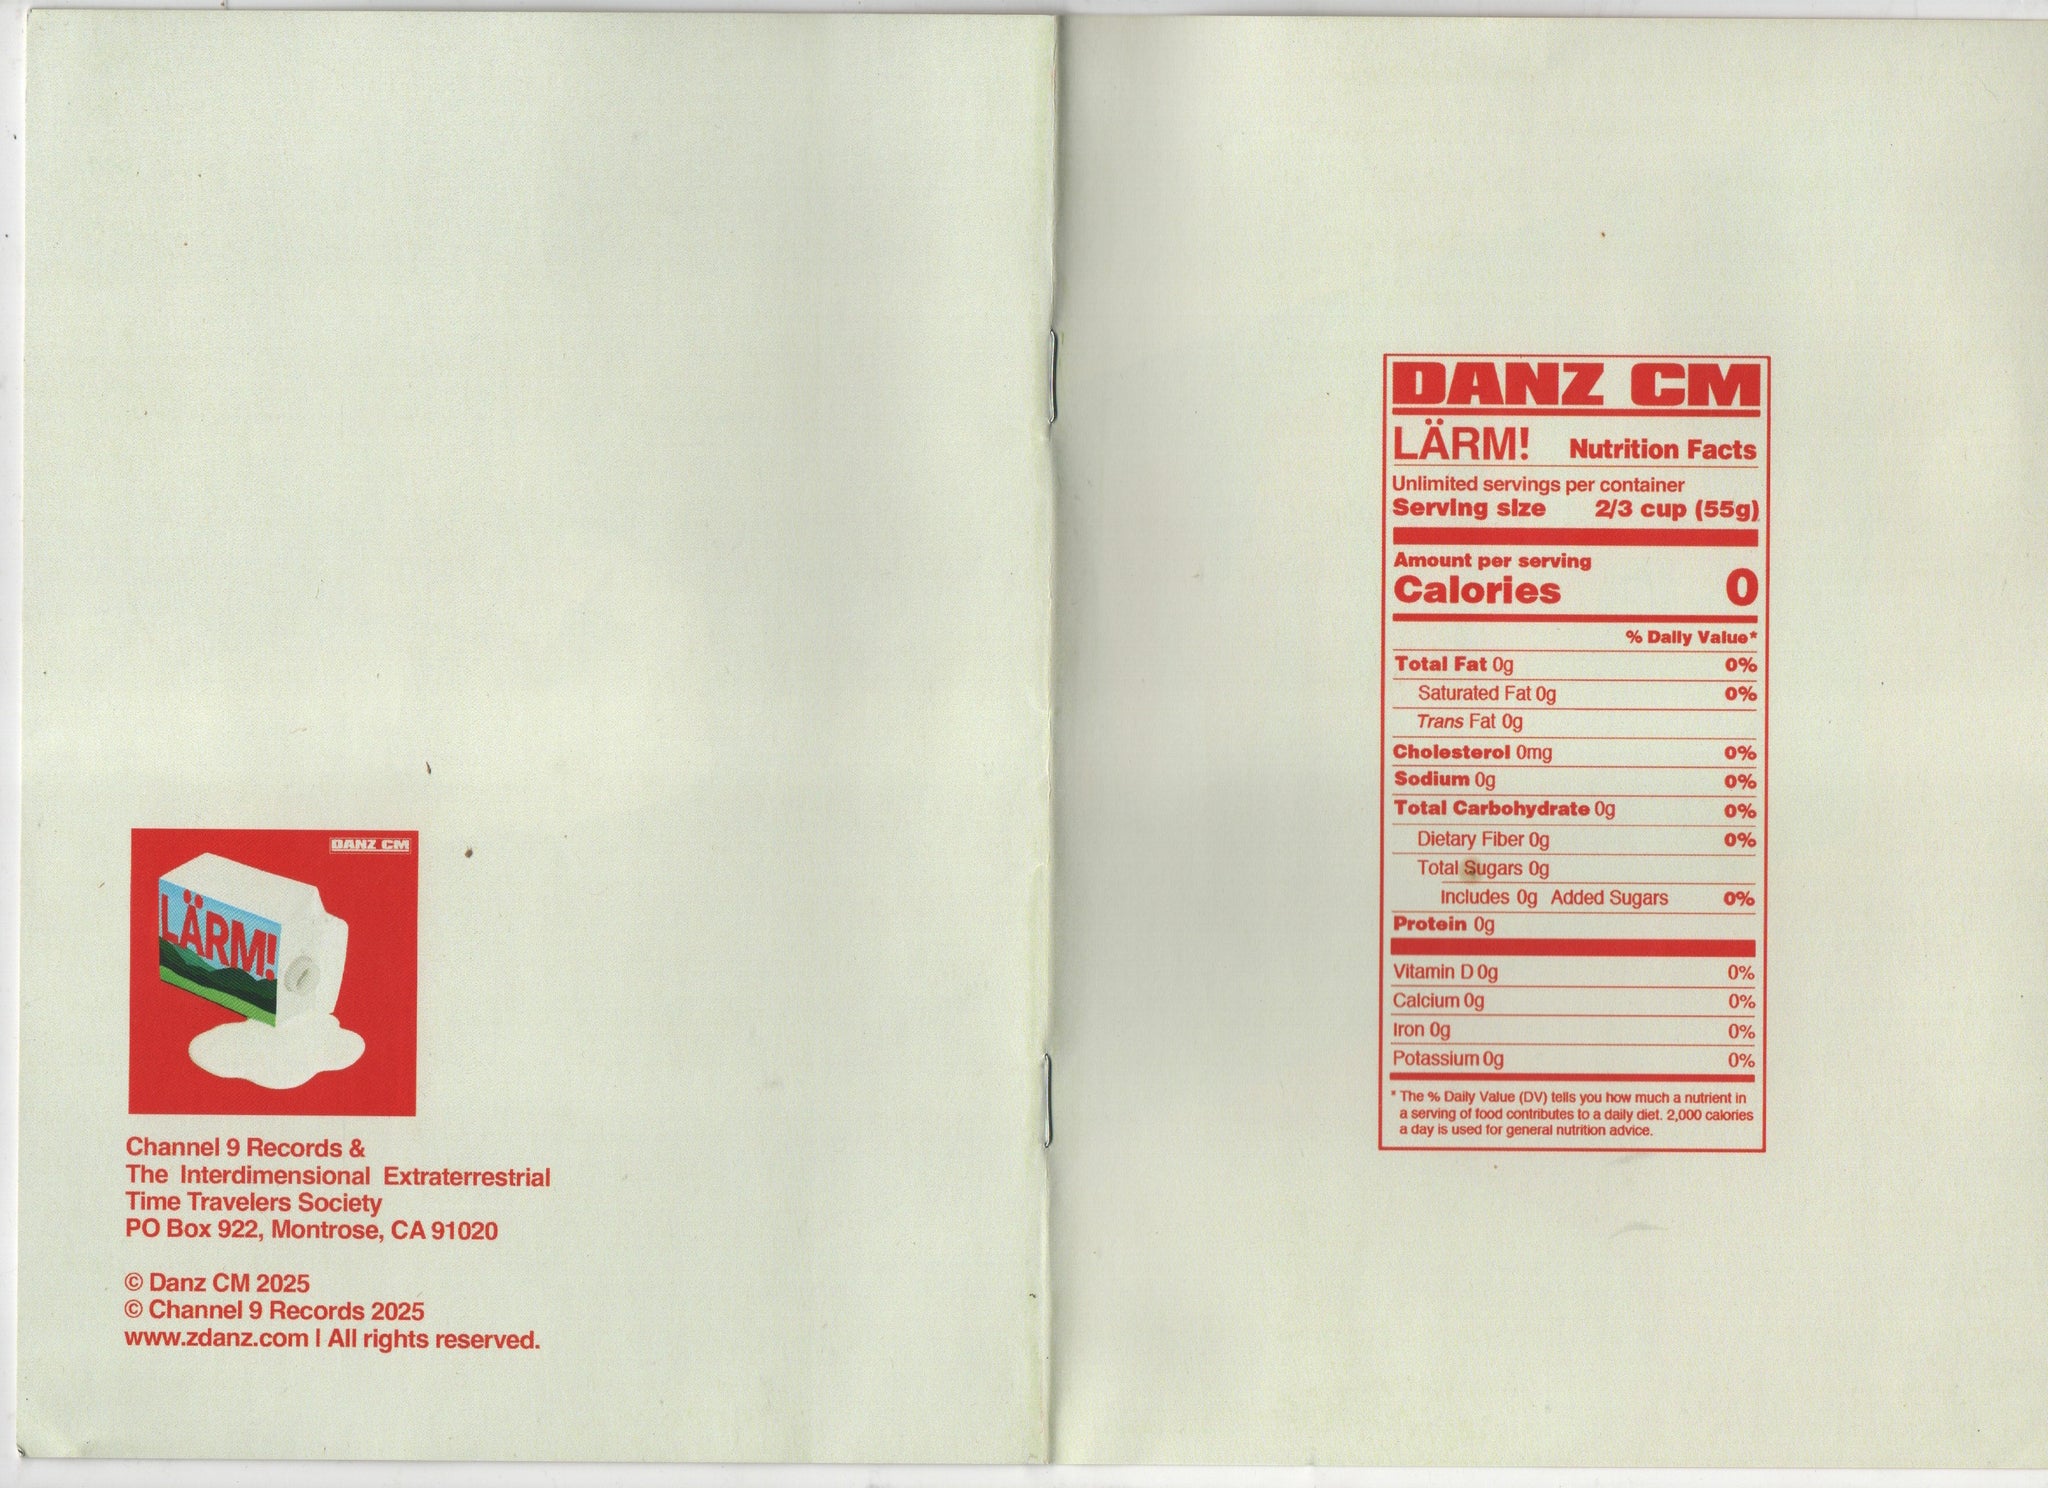 DANZ CM
LÄRM!
Channel 9 Records &
The Interdimensional Extraterrestrial
Time Travelers Society
PO Box 922, Montrose, CA 91020
© Danz CM 2025
© Channel 9 Records 2025
www.zdanz.com | All rights reserved.
DANZ CM
LÄRM! Nutrition Facts
Unlimited servings per container
Serving size 2/3 cup (55g)
Amount per serving
Calories 0
% Daily Value*
Total Fat 0g 0%
Saturated Fat 0g 0%
Trans Fat 0g
Cholesterol 0mg 0%
Sodium 0g 0%
Total Carbohydrate 0g 0%
Dietary Fiber 0g 0%
Total Sugars 0g
Includes 0g Added Sugars 0%
Protein 0g
Vitamin D 0g 0%
Calcium 0g 0%
Iron 0g 0%
Potassium 0g 0%
* The % Daily Value (DV) tells you how much a nutrient in
a serving of food contributes to a daily diet. 2,000 calories
a day is used for general nutrition advice.